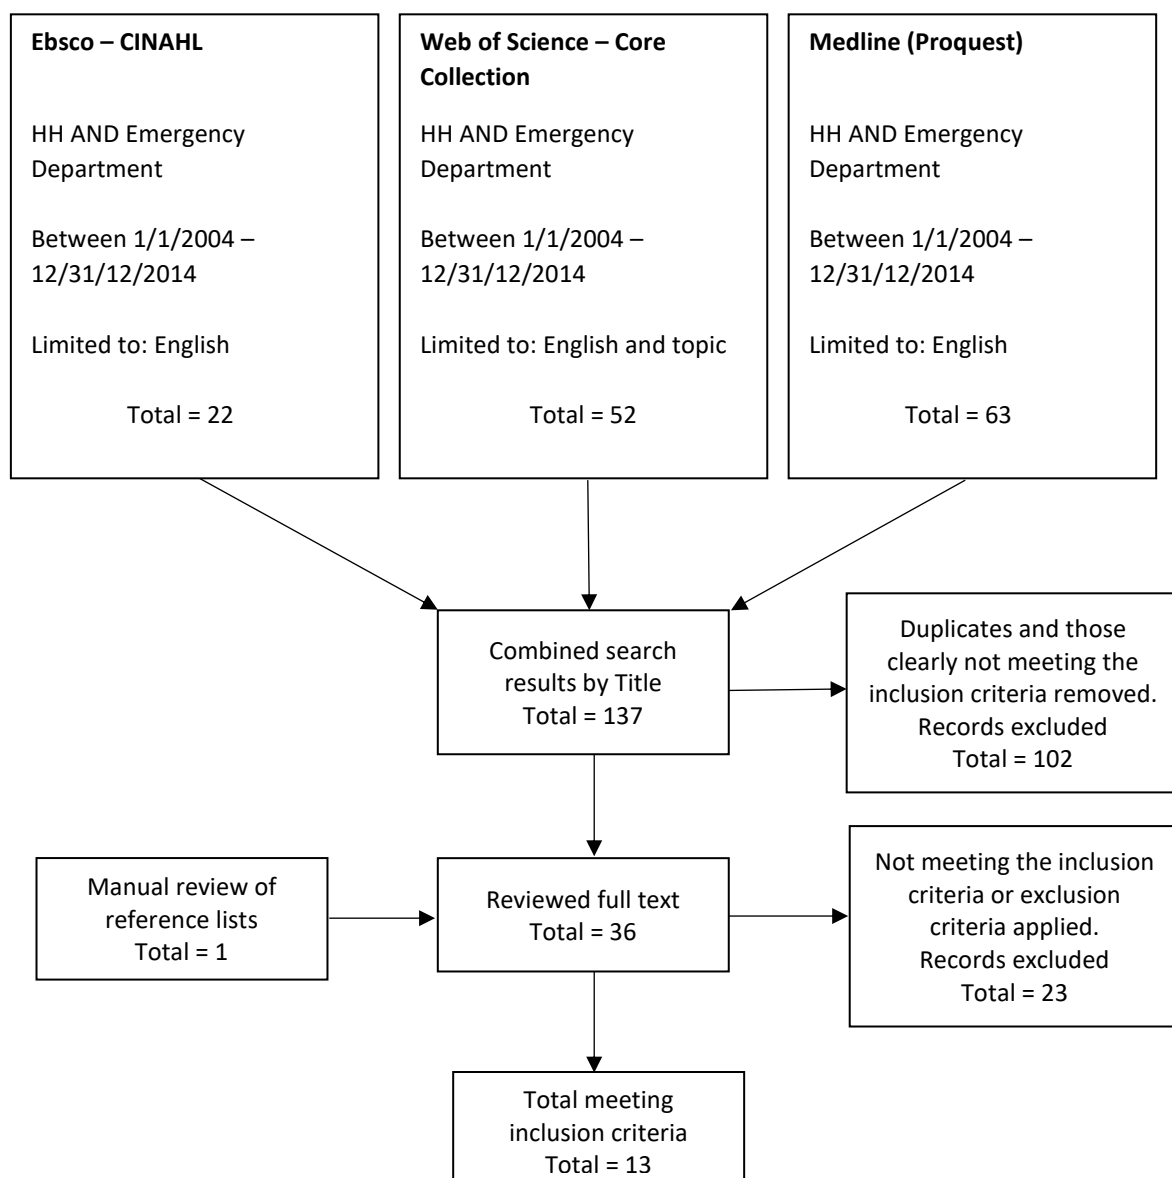 Ebsco – CINAHL
HH AND Emergency
Department
Between 1/1/2004 –
12/31/12/2014
Limited to: English
Total = 22
Web of Science – Core
Collection
HH AND Emergency
Department
Between 1/1/2004 –
12/31/12/2014
Limited to: English and topic
Total = 52
Medline (Proquest)
HH AND Emergency
Department
Between 1/1/2004 –
12/31/12/2014
Limited to: English
Total = 63
Combined search
results by Title
Total = 137
Duplicates and those
clearly not meeting the
inclusion criteria removed.
Records excluded
Total = 102
Manual review of
reference lists
Total = 1
Reviewed full text
Total = 36
Not meeting the inclusion
criteria or exclusion
criteria applied.
Records excluded
Total = 23
Total meeting
inclusion criteria
Total = 13